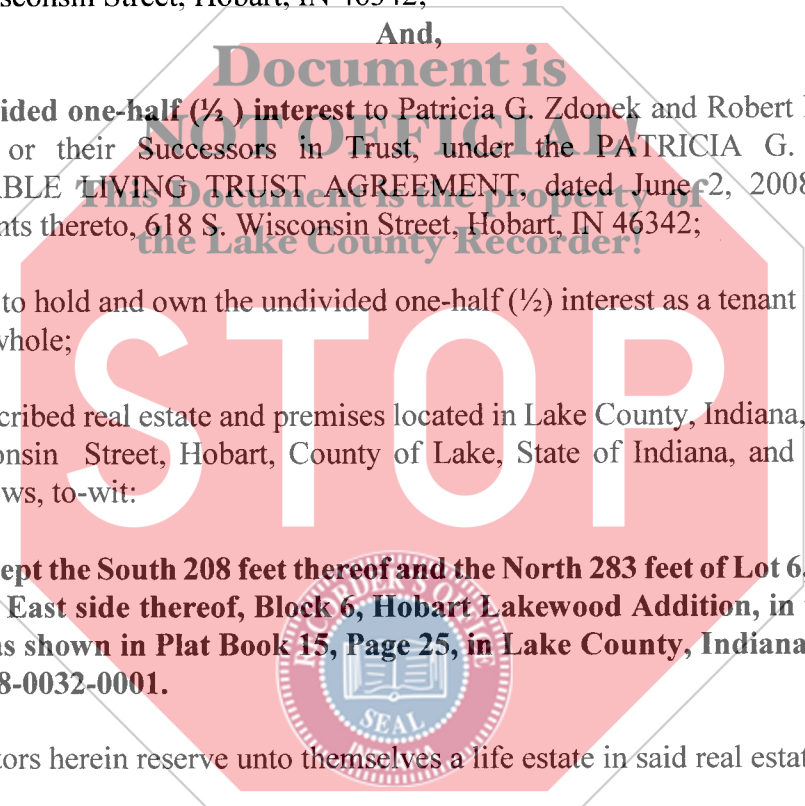 isconsin Street, Hobart, IN 46342;
And,
Document is
vided one-half (½ ) interest to Patricia G. Zdonek and Robert
NOT OFFICIAL!
or their Successors in Trust, under the PATRICIA G.
ABLE LIVING TRUST AGREEMENT, dated June 2, 2008
This Document is the property of
nts thereto, 618 S. Wisconsin Street, Hobart, IN 46342;
the Lake County Recorder!
to hold and own the undivided one-half (½) interest as a tenant
whole;
STOP
cribed real estate and premises located in Lake County, Indiana,
onsin Street, Hobart, County of Lake, State of Indiana, and
ws, to-wit:
ept the South 208 feet thereof and the North 283 feet of Lot 6,
East side thereof, Block 6, Hobart Lakewood Addition, in
as shown in Plat Book 15, Page 25, in Lake County, Indiana
8-0032-0001.
RECORDER'S OFFICE
SEAL
INDIANA
tors herein reserve unto themselves a life estate in said real estat